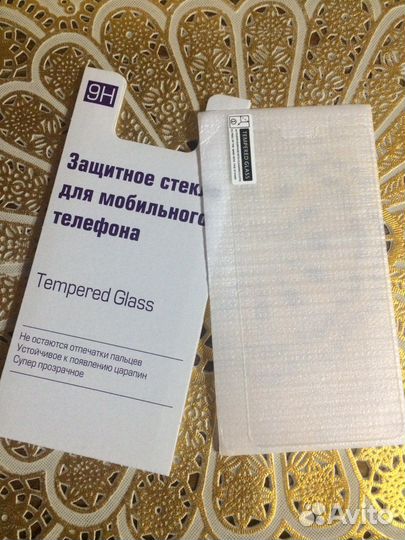 9H
Защитное стек
для мобильного
телефона
Tempered Glass
Не остаются отпечатки пальцев
Устойчивое к появлению царапин
Супер прозрачное
TEMPERED GLASS
Avito